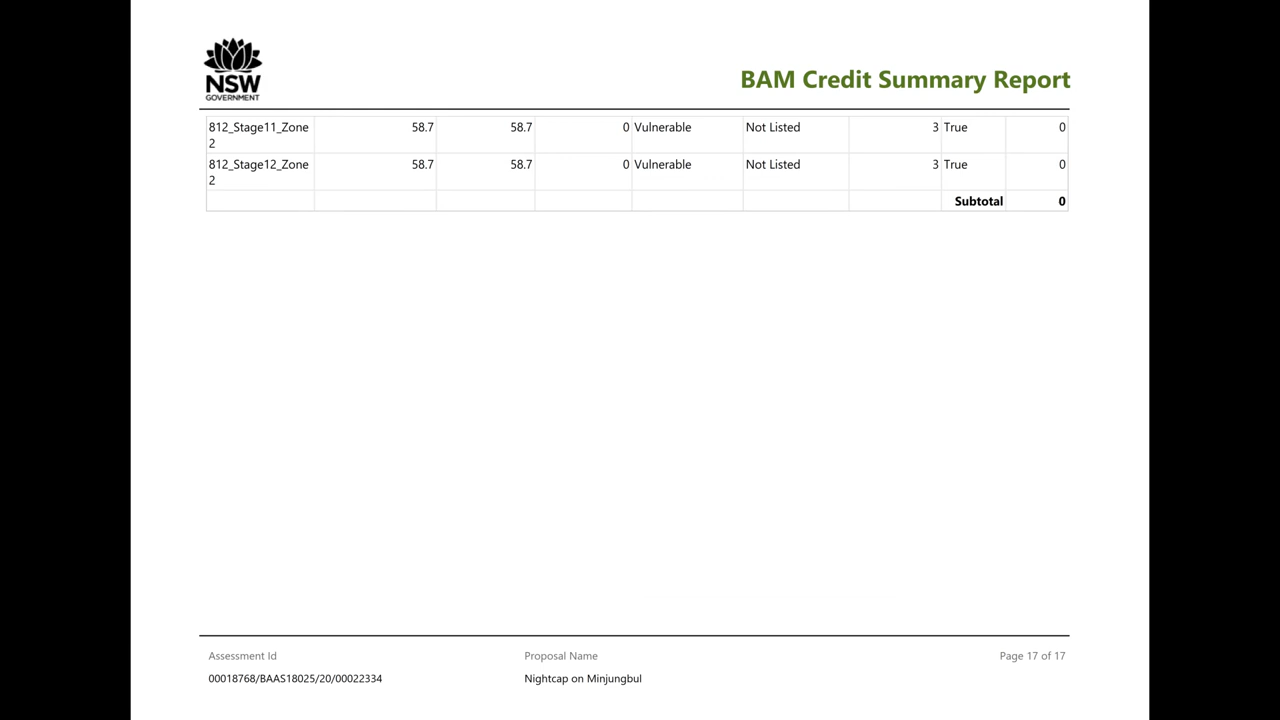 NSW
GOVERNMENT
BAM Credit Summary Report
812_Stage11_Zone 58.7 58.7 0 Vulnerable Not Listed 3 True 0
2
812_Stage12_Zone 58.7 58.7 0 Vulnerable Not Listed 3 True 0
2
Subtotal 0
Assessment Id Proposal Name Page 17 of 17
00018768/BAAS18025/20/00022334 Nightcap on Minjungbul